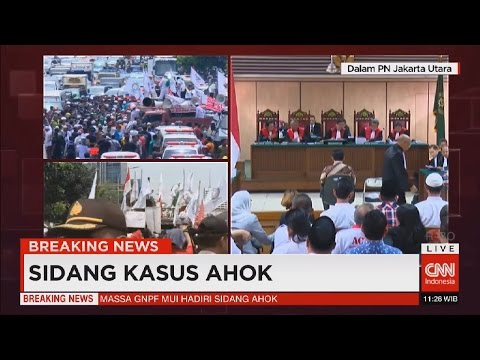 Dalam PN Jakarta Utara
BREAKING NEWS
SIDANG KASUS AHOK
LIVE
CNN
Indonesia
BREAKING NEWS MASSA GNPF MUI HADIRI SIDANG AHOK
11:26 WIB